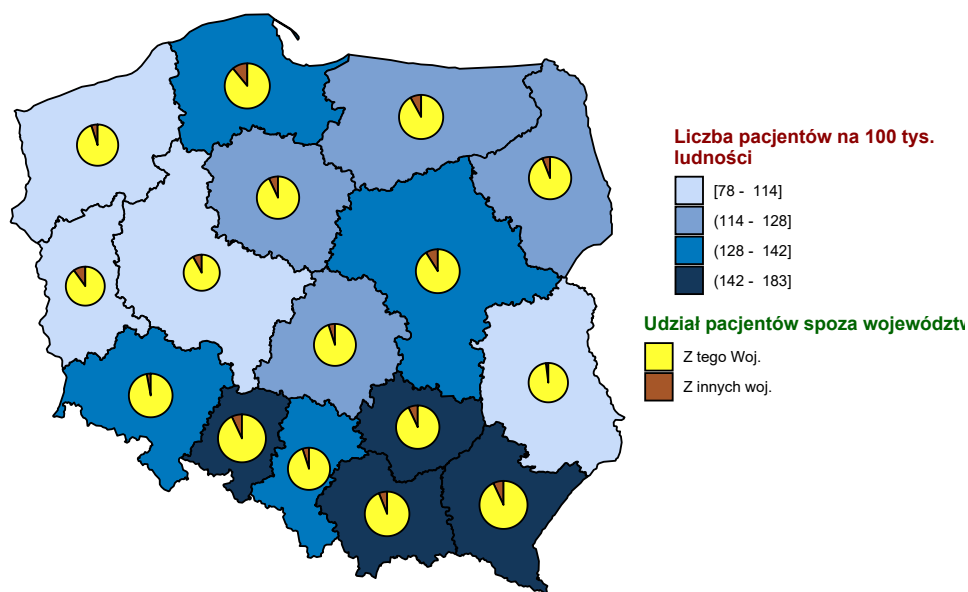 Liczba pacjentów na 100 tys.
ludności
[78 -  114]
(114 -  128]
(128 -  142]
(142 -  183]
Udział pacjentów spoza województw
Z tego Woj.
Z innych woj.